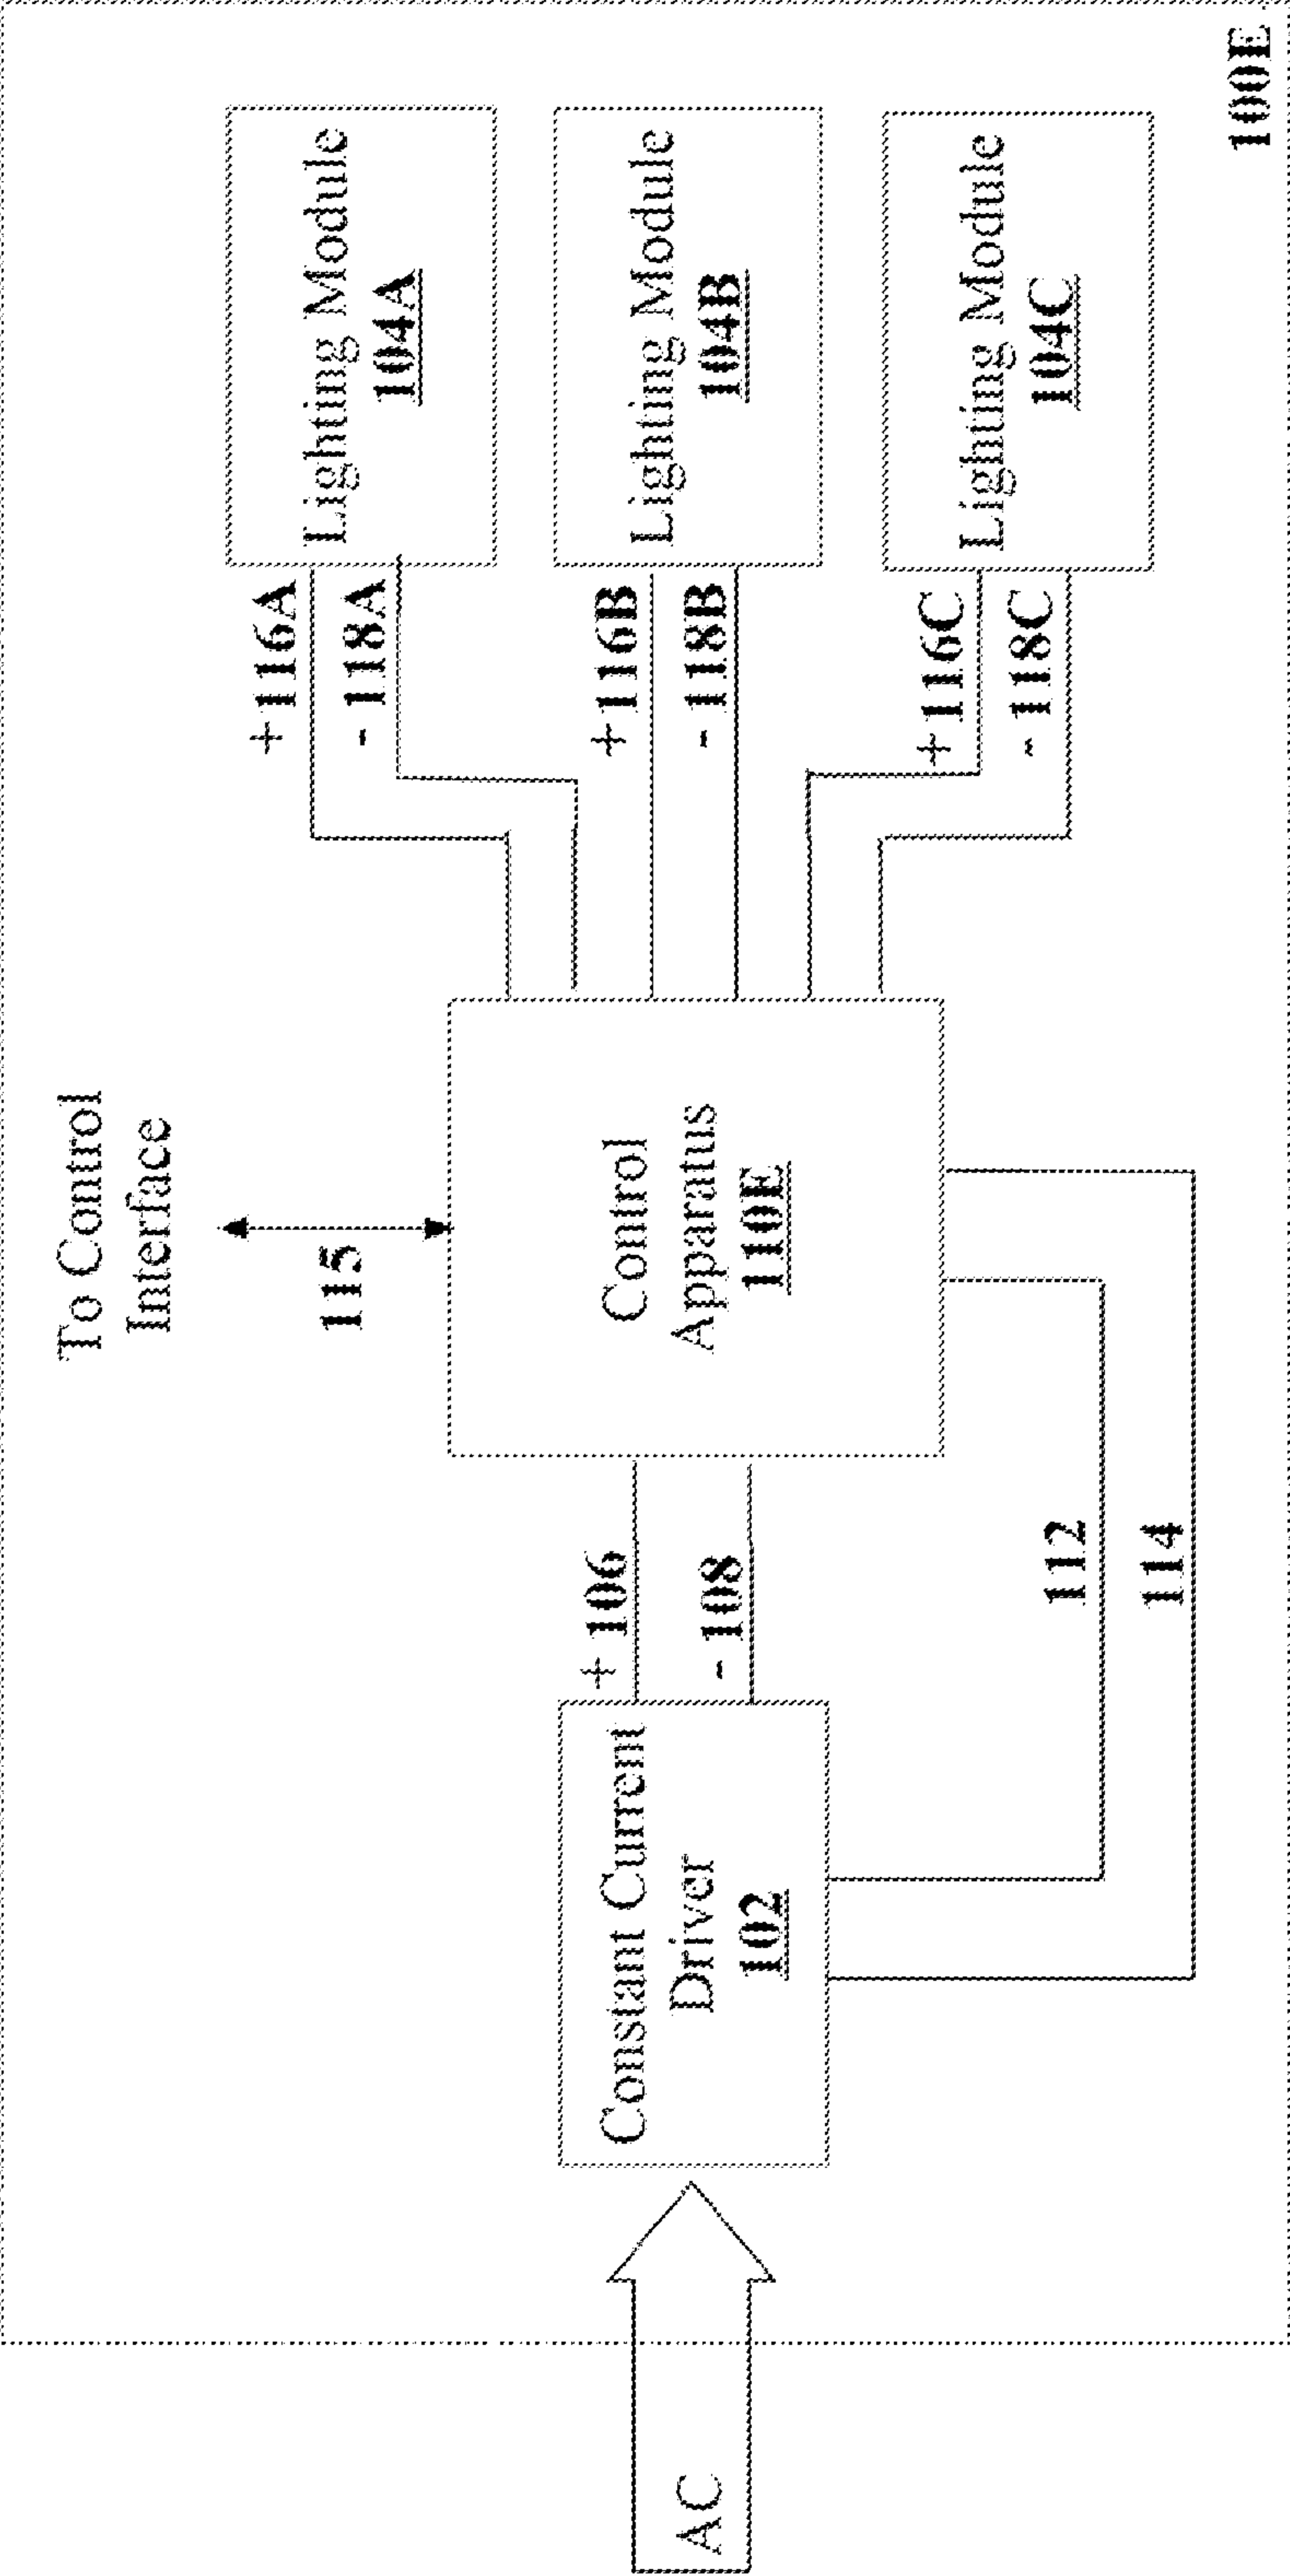 To Control
Interface
115
AC
Constant Current
Driver
102
+ 106
- 108
Control
Apparatus
110E
112
114
+ 116A
- 118A
Lighting Module
104A
+ 116B
- 118B
Lighting Module
104B
+ 116C
- 118C
Lighting Module
104C
100E